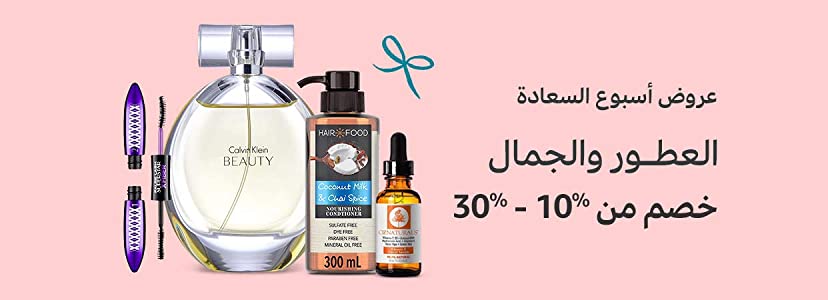 عروض أسبوع السعادة
العطور والجمال
خصم من 10% - 30%
Calvin Klein
BEAUTY
HAIR FOOD
Coconut Milk
& Chai Spice
NOURISHING
CONDITIONER
SULFATE FREE
DYE FREE
PARABEN FREE
MINERAL OIL FREE
300 mL
OZNATURALS